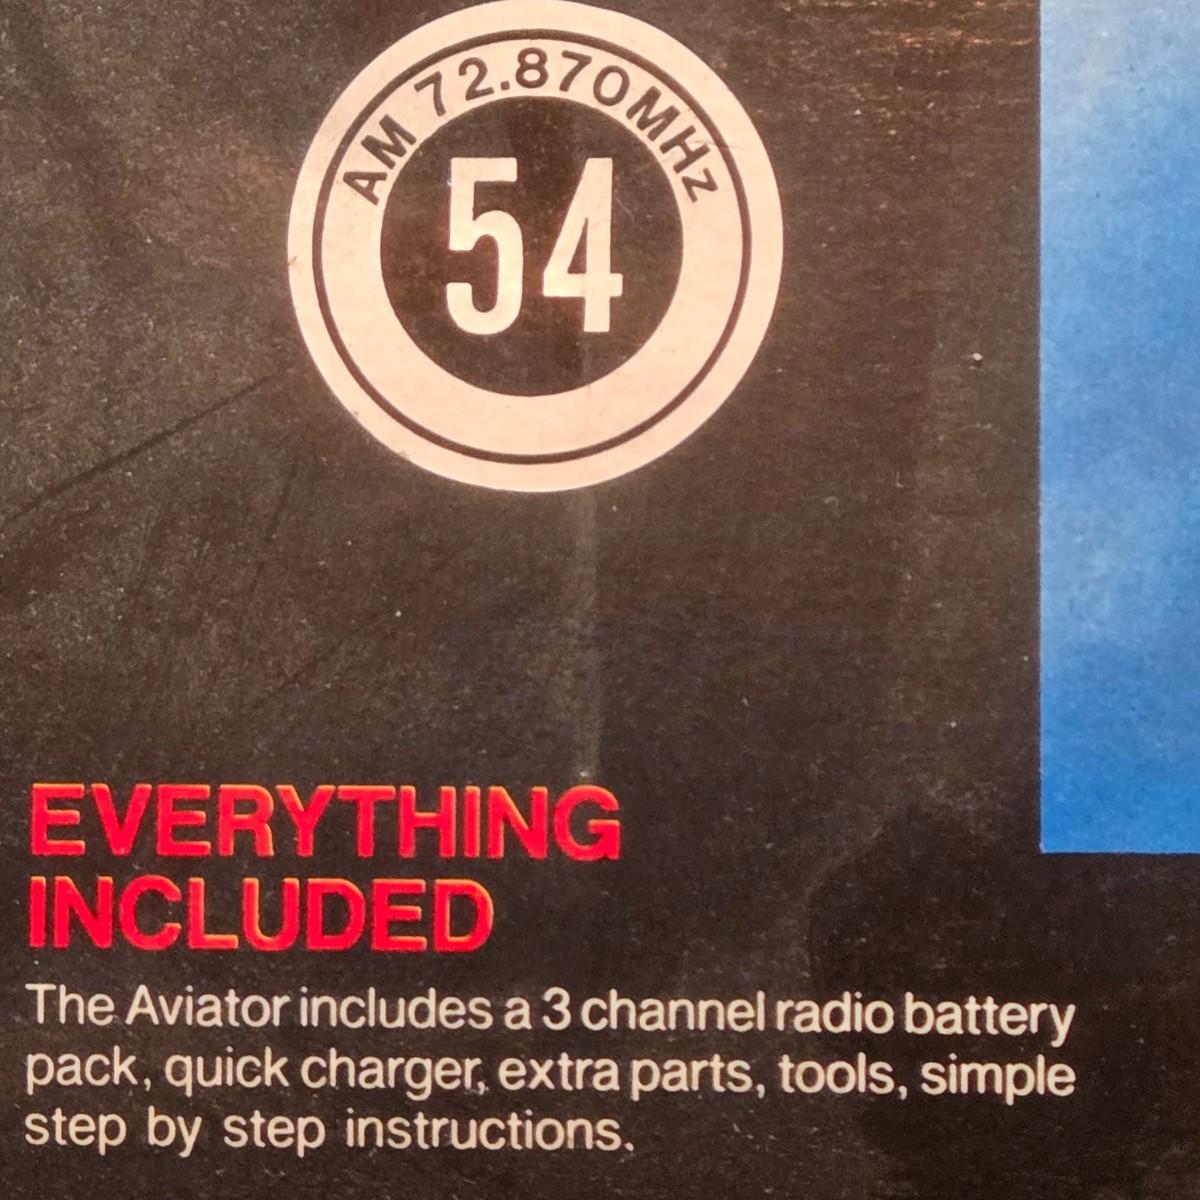 AM 72.870MHz
54
EVERYTHING
INCLUDED
The Aviator includes a 3 channel radio battery
pack, quick charger, extra parts, tools, simple
step by step instructions.